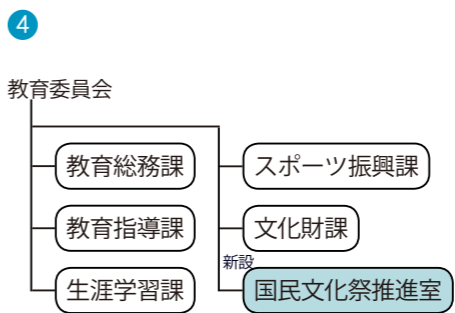 4
教育委員会
教育総務課
スポーツ振興課
教育指導課
文化財課
新設
生涯学習課
国民文化祭推進室